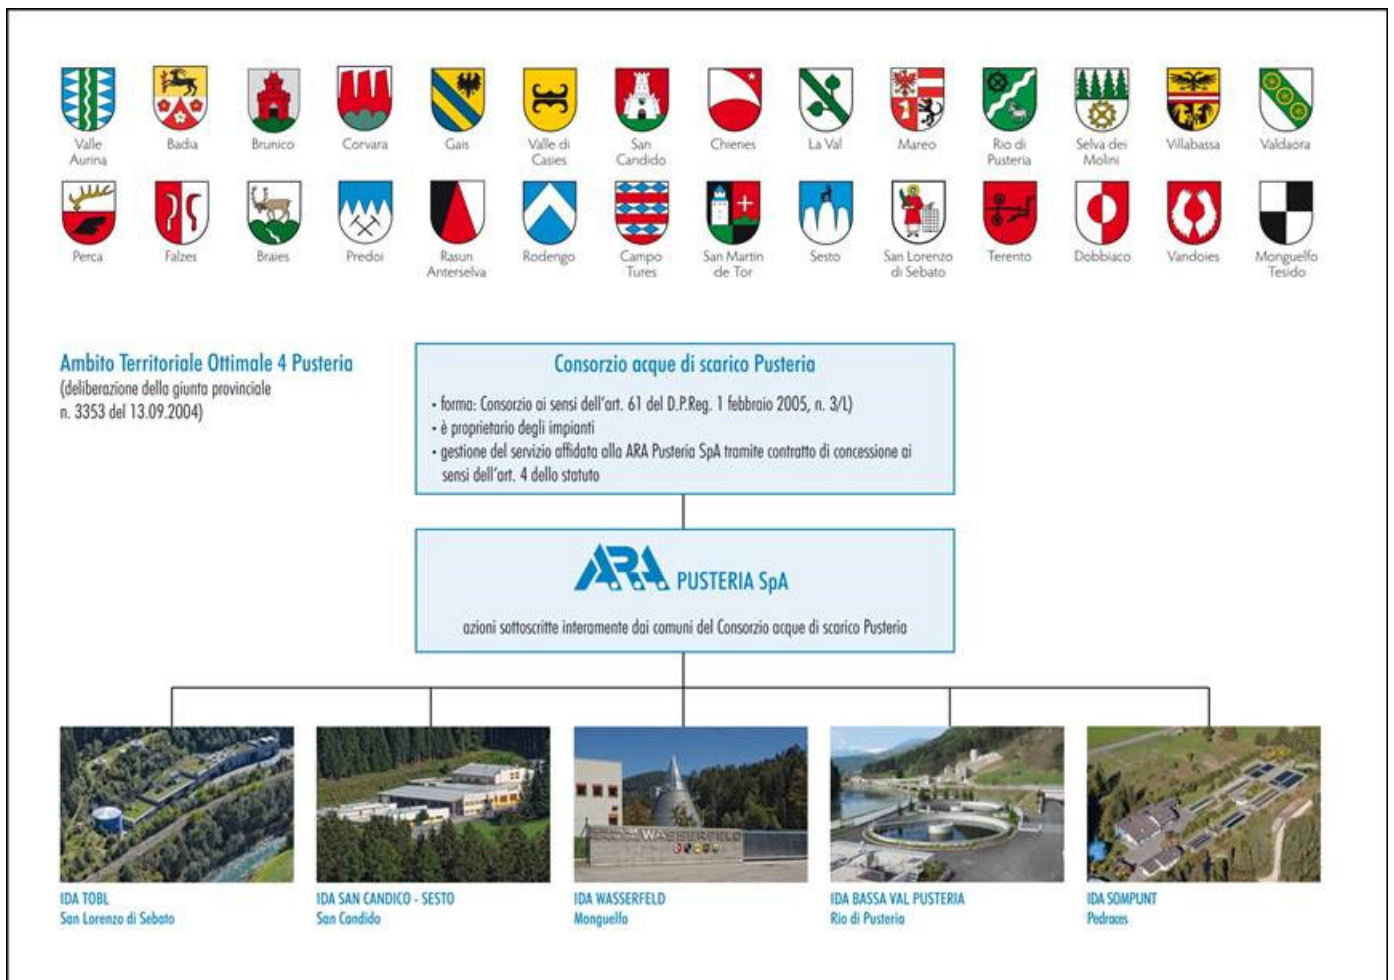 Valle
Aurina
Badia
Brunico
Corvara
Gais
Valle di
Casies
San
Candido
Chienes
La Val
Mareo
Rio di
Pusteria
Selva dei
Molini
Villabassa
Valdaora
Perca
Falzes
Braies
Predoi
Rasun
Anterselva
Rodengo
Campo
Tures
San Martin
de Tor
Sesto
San Lorenzo
di Sebato
Terento
Dobbiaco
Vandoies
Monguelfo
Tesido
Ambito Territoriale Ottimale 4 Pusteria
(deliberazione della giunta provinciale
n. 3353 del 13.09.2004)
Consorzio acque di scarico Pusteria
• forma: Consorzio ai sensi dell'art. 61 del D.P.Reg. 1 febbraio 2005, n. 3/L)
• è proprietario degli impianti
• gestione del servizio affidata alla ARA Pusteria SpA tramite contratto di concessione ai
sensi dell'art. 4 dello statuto
ARA PUSTERIA SpA
azioni sottoscritte interamente dai comuni del Consorzio acque di scarico Pusteria
WASSERFELD
IDA TOBL
San Lorenzo di Sebato
IDA SAN CANDICO - SESTO
San Candido
IDA WASSERFELD
Monguelfo
IDA BASSA VAL PUSTERIA
Rio di Pusteria
IDA SOMPUNT
Pedraces